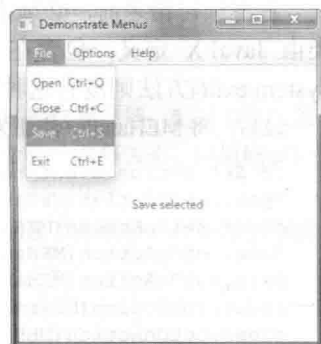 Demonstrate Menus
File Options Help
Open Ctrl+O
Close Ctrl+C
Save Ctrl+S
Exit Ctrl+E
Save selected